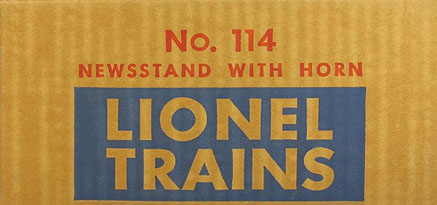 No. 114
NEWSSTAND WITH HORN
LIONEL
TRAINS